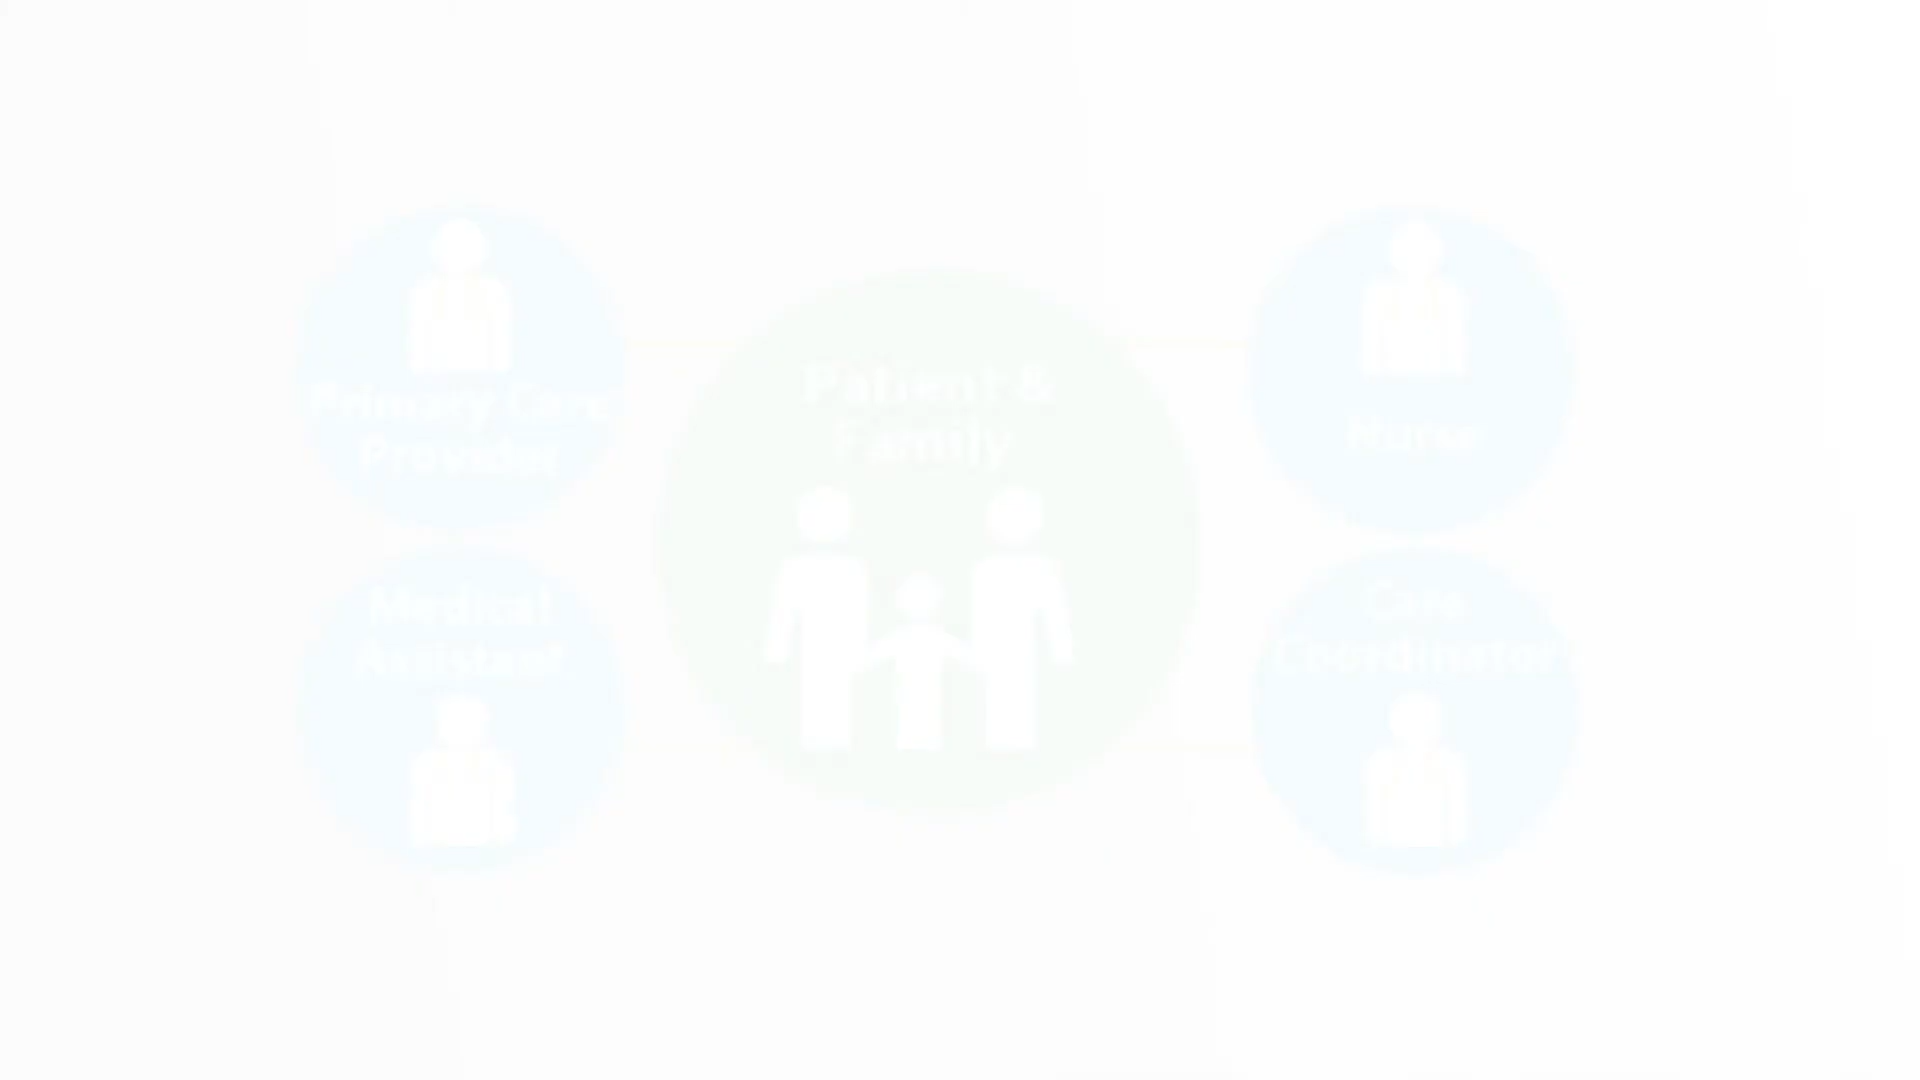 Primary Care
Provider
Patient &
Family
Nurse
Medical
Assistant
Care
Coordinator